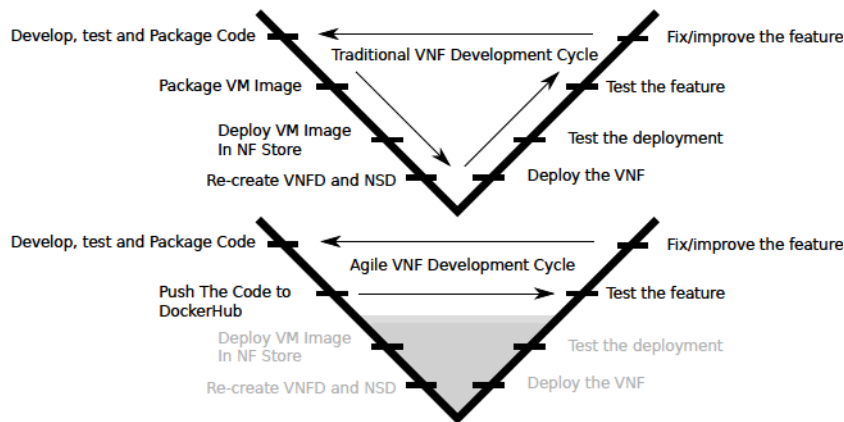 Develop, test and Package Code
Fix/improve the feature
Traditional VNF Development Cycle
Package VM Image
Test the feature
Deploy VM Image
In NF Store
Test the deployment
Re-create VNFD and NSD
Deploy the VNF
Develop, test and Package Code
Fix/improve the feature
Agile VNF Development Cycle
Push The Code to
DockerHub
Test the feature
Deploy VM Image
In NF Store
Test the deployment
Re-create VNFD and NSD
Deploy the VNF